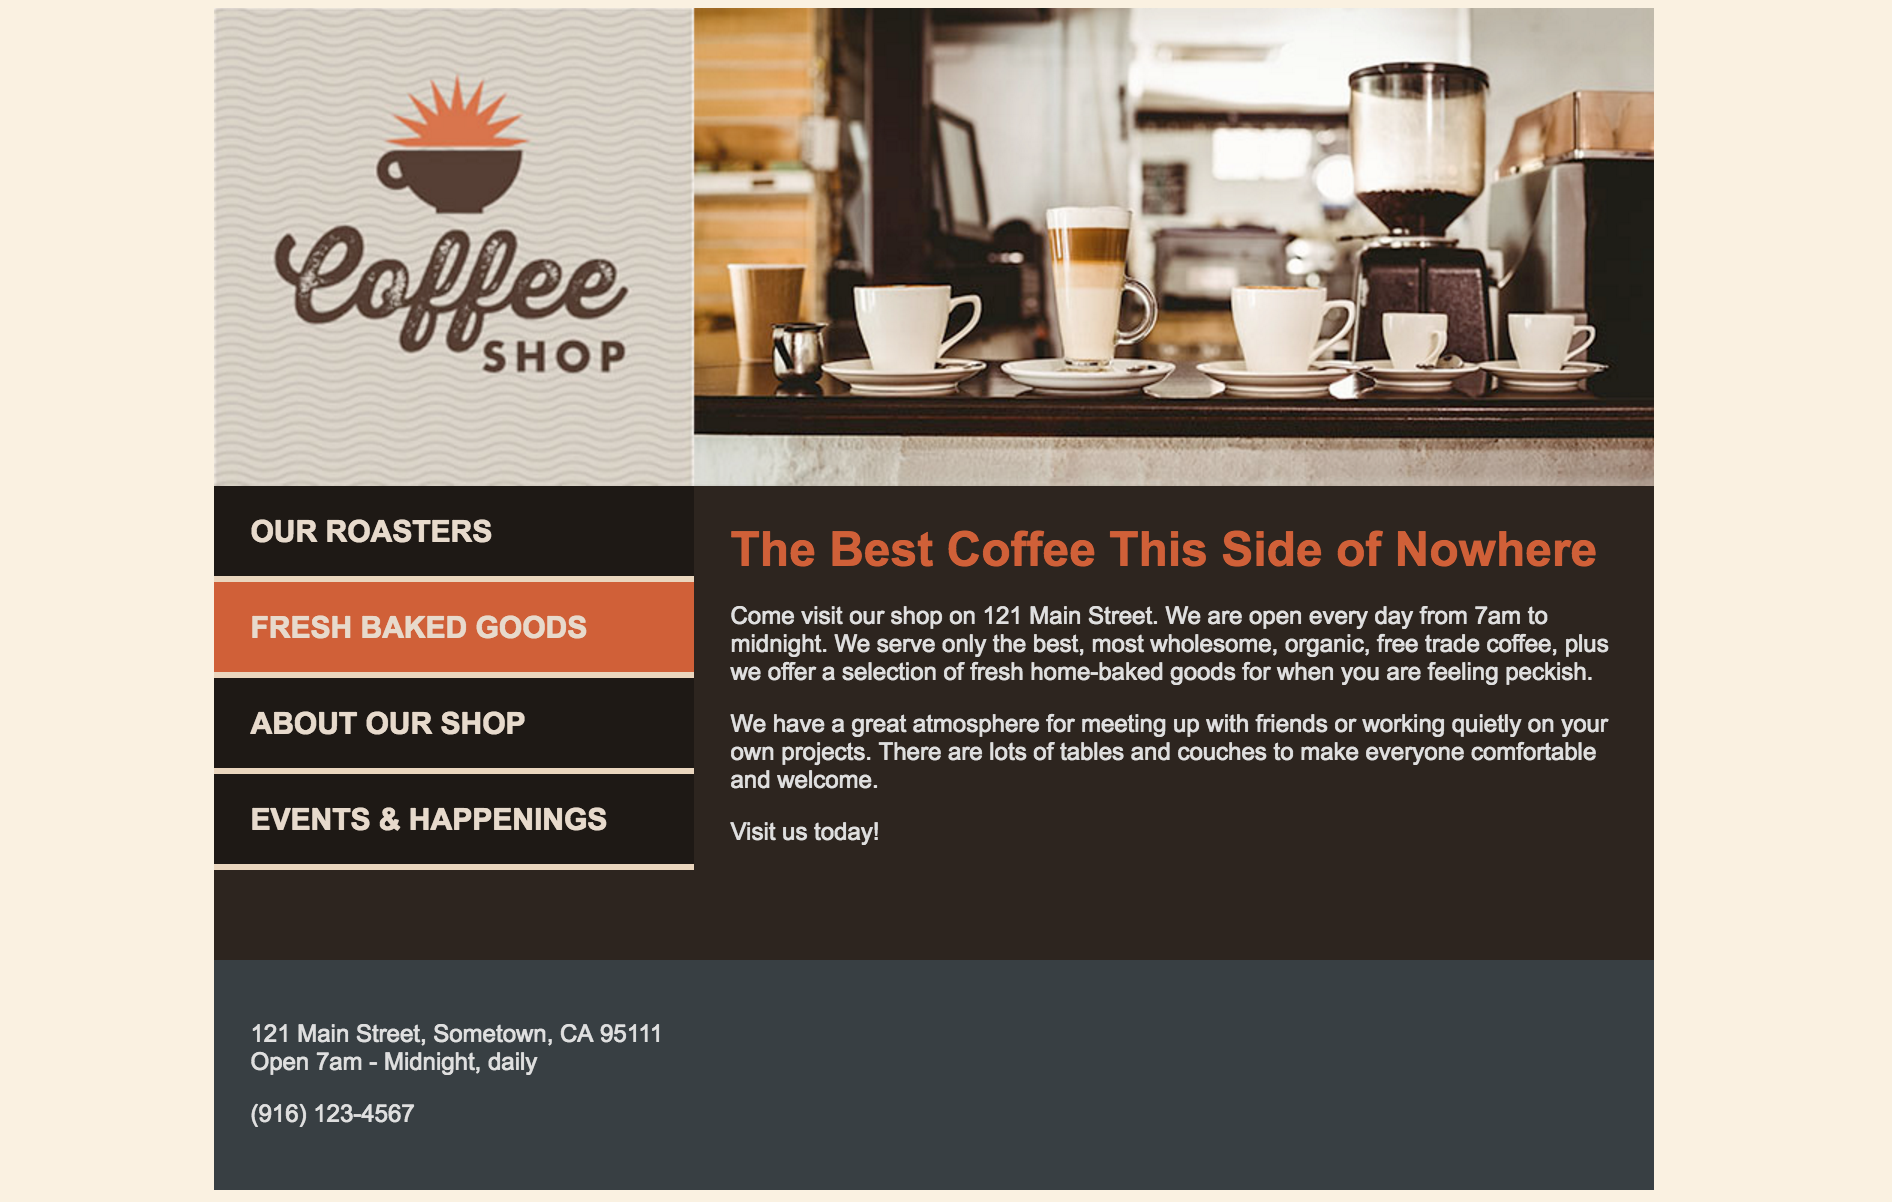 Coffee
SHOP
OUR ROASTERS
FRESH BAKED GOODS
ABOUT OUR SHOP
EVENTS & HAPPENINGS
The Best Coffee This Side of Nowhere
Come visit our shop on 121 Main Street. We are open every day from 7am to
midnight. We serve only the best, most wholesome, organic, free trade coffee, plus
we offer a selection of fresh home-baked goods for when you are feeling peckish.
We have a great atmosphere for meeting up with friends or working quietly on your
own projects. There are lots of tables and couches to make everyone comfortable
and welcome.
Visit us today!
121 Main Street, Sometown, CA 95111
Open 7am - Midnight, daily
(916) 123-4567